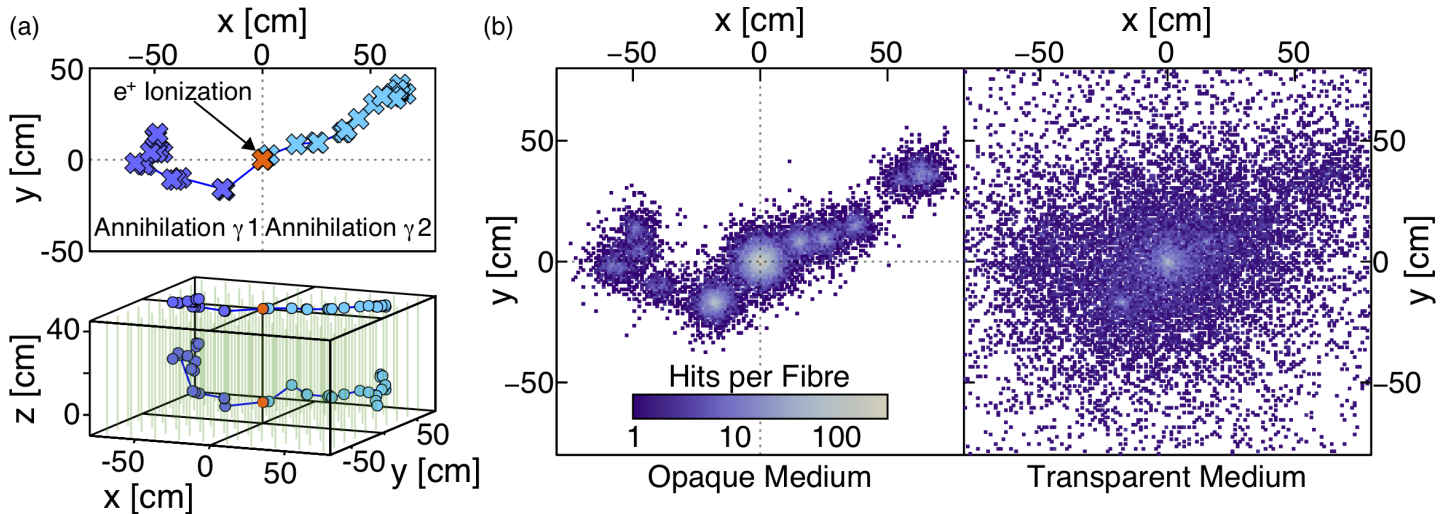 (a)
x [cm]
−50 0 50
50
0
-50
y [cm]
e⁺ Ionization
Annihilation γ 1 Annihilation γ 2
40
0
z [cm]
-50 0 50
x [cm]
-50 50
y [cm]
(b)
x [cm]
−50 0 50
x [cm]
−50 0 50
50
0
−50
y [cm]
50
0
−50
y [cm]
Hits per Fibre
1 10 100
Opaque Medium
Transparent Medium